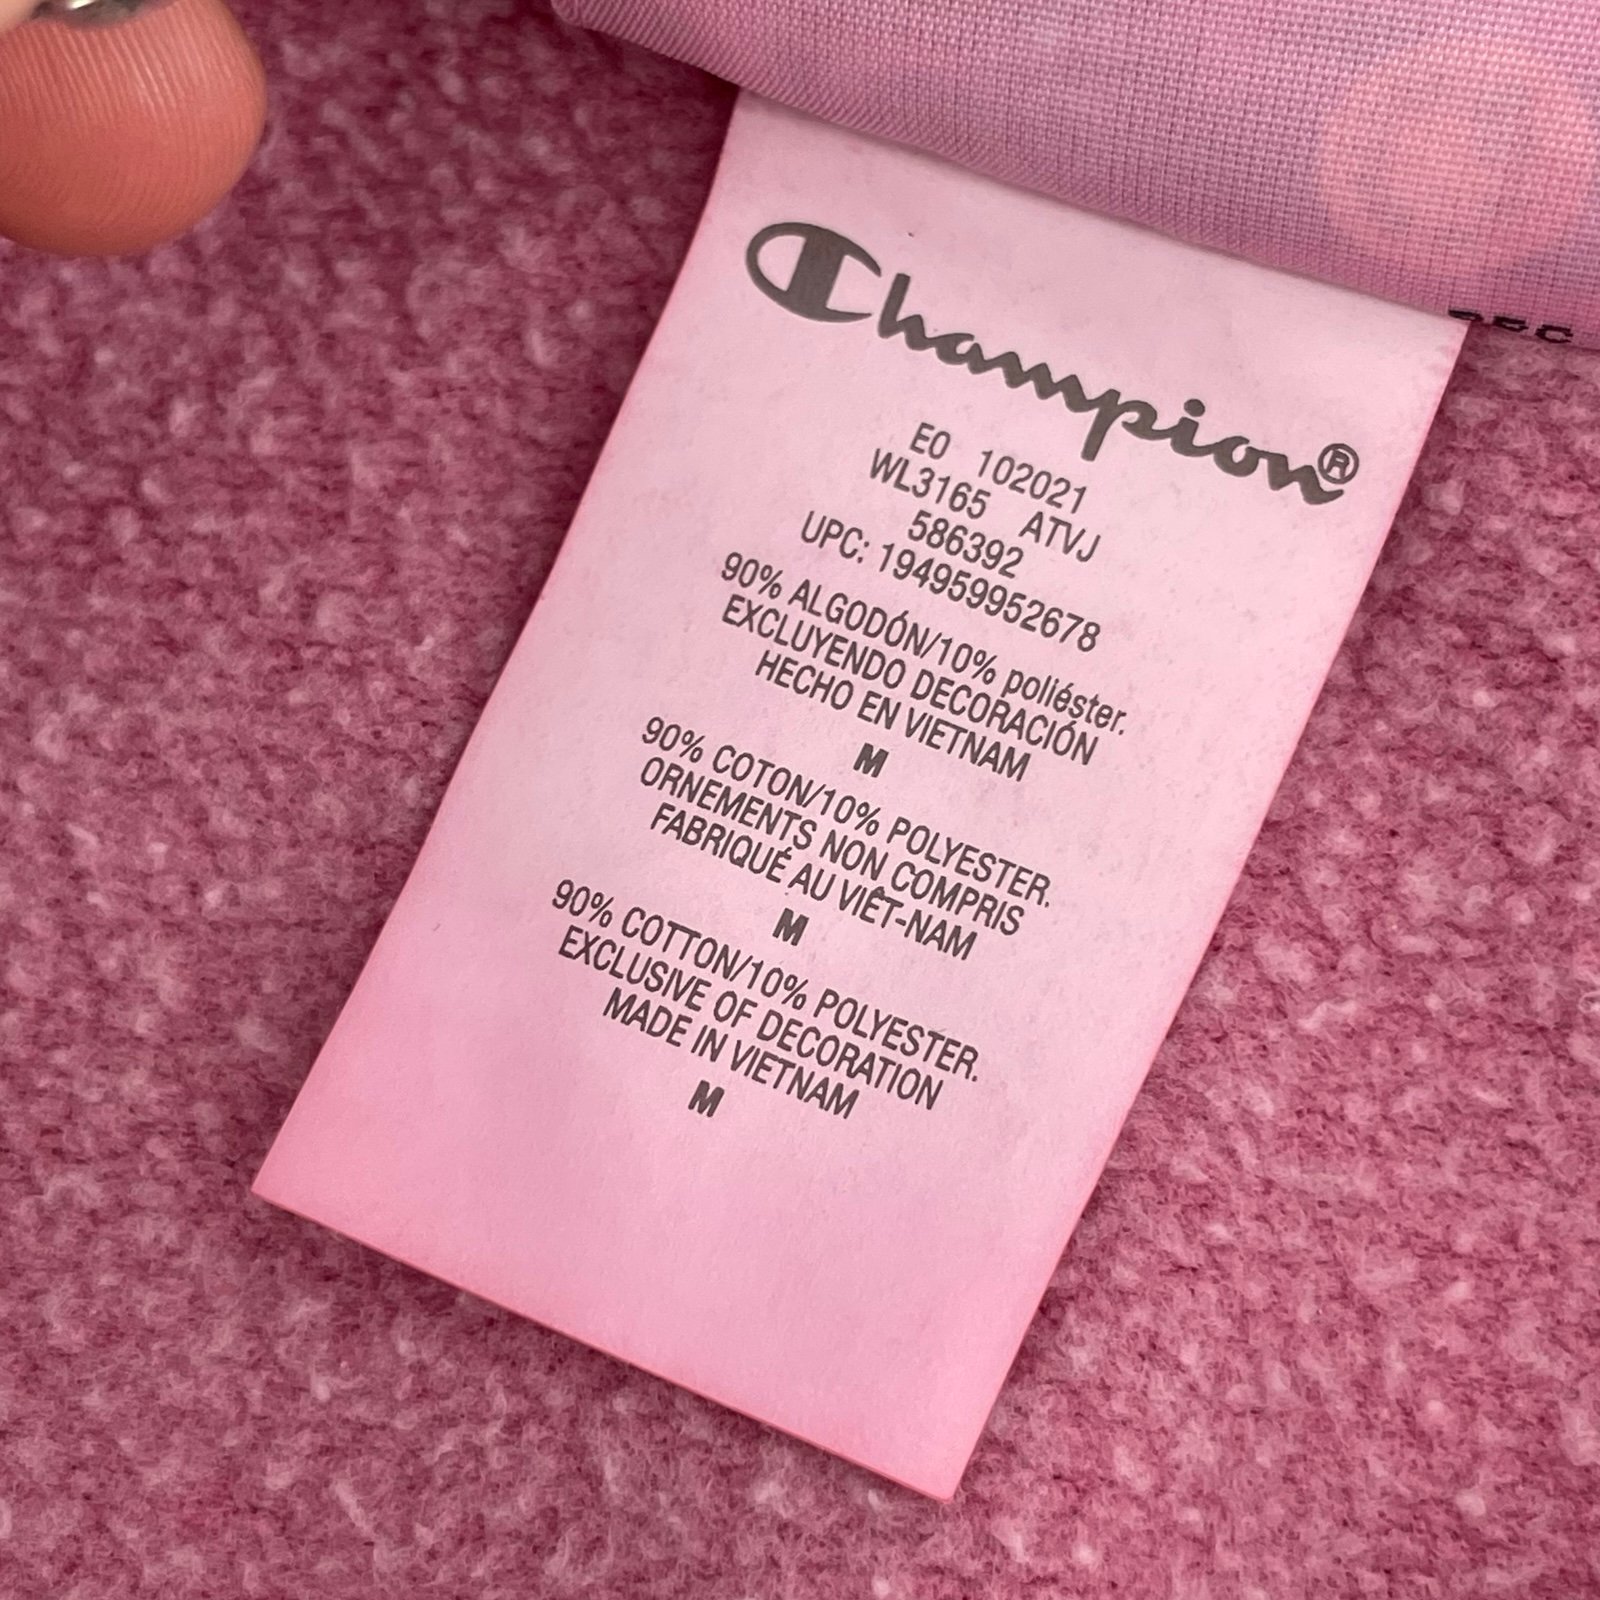 Champion®
E0 102021
WL3165 ATVJ
586392
UPC: 194959952678
90% ALGODÓN/10% poliéster.
EXCLUYENDO DECORACIÓN
HECHO EN VIETNAM
M
90% COTON/10% POLYESTER.
ORNEMENTS NON COMPRIS
FABRIQUÉ AU VIÊT-NAM
M
90% COTTON/10% POLYESTER.
EXCLUSIVE OF DECORATION
MADE IN VIETNAM
M